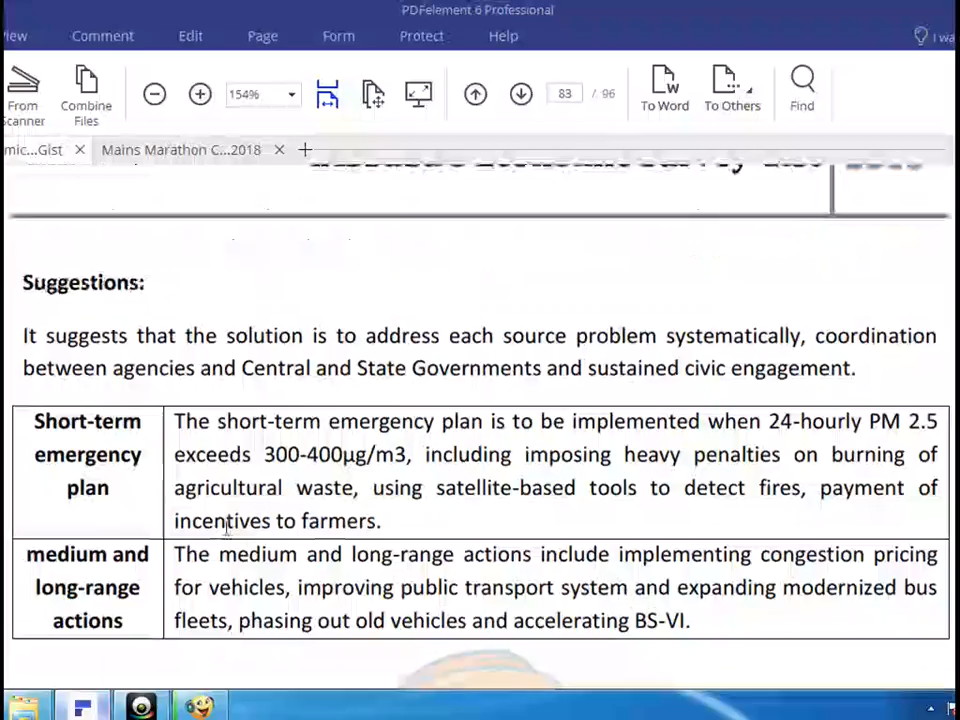 PDFelement 6 Professional
View Comment Edit Page Form Protect Help I wa
From Scanner
Combine Files
154%
83 / 96
To Word
To Others
Find
mic...Gist × Mains Marathon C...2018 × +
Suggestions:
It suggests that the solution is to address each source problem systematically, coordination
between agencies and Central and State Governments and sustained civic engagement.
Short-term
emergency
plan
The short-term emergency plan is to be implemented when 24-hourly PM 2.5
exceeds 300-400µg/m3, including imposing heavy penalties on burning of
agricultural waste, using satellite-based tools to detect fires, payment of
incentives to farmers.
medium and
long-range
actions
The medium and long-range actions include implementing congestion pricing
for vehicles, improving public transport system and expanding modernized bus
fleets, phasing out old vehicles and accelerating BS-VI.